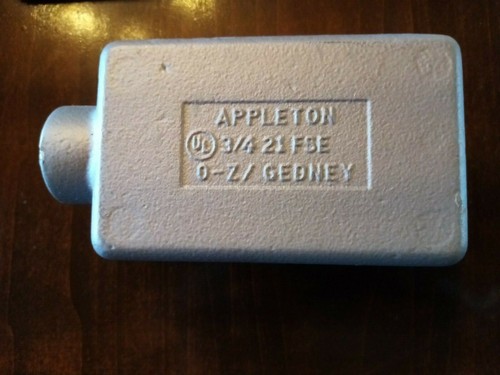 APPLETON
UL 3/4 21 FSE
O-Z/GEDNEY